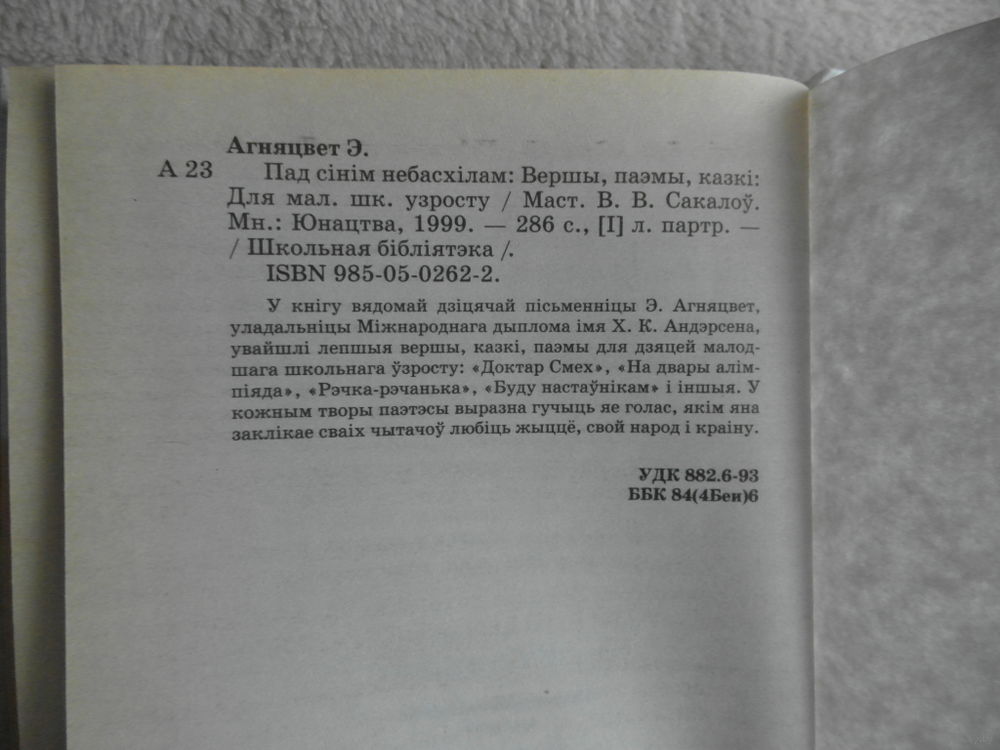 Агняцвет Э.
А 23
Пад сінім небасхілам: Вершы, паэмы, казкі:
Для мал. шк. узросту / Маст. В. В. Сакалоў.
Мн.: Юнацтва, 1999. — 286 с., [I] л. партр. —
/ Школьная бібліятэка /.
ISBN 985-05-0262-2.
У кнігу вядомай дзіцячай пісьменніцы Э. Агняцвет,
уладальніцы Міжнароднага дыплома імя Х. К. Андэрсена,
увайшлі лепшыя вершы, казкі, паэмы для дзяцей малод-
шага школьнага ўзросту: «Доктар Смех», «На двары алім-
піяда», «Рэчка-рэчанька», «Буду настаўнікам» і іншыя. У
кожным творы паэтэсы выразна гучыць яе голас, якім яна
заклікае сваіх чытачоў любіць жыццё, свой народ і краіну.
УДК 882.6-93
ББК 84(4Беи)6